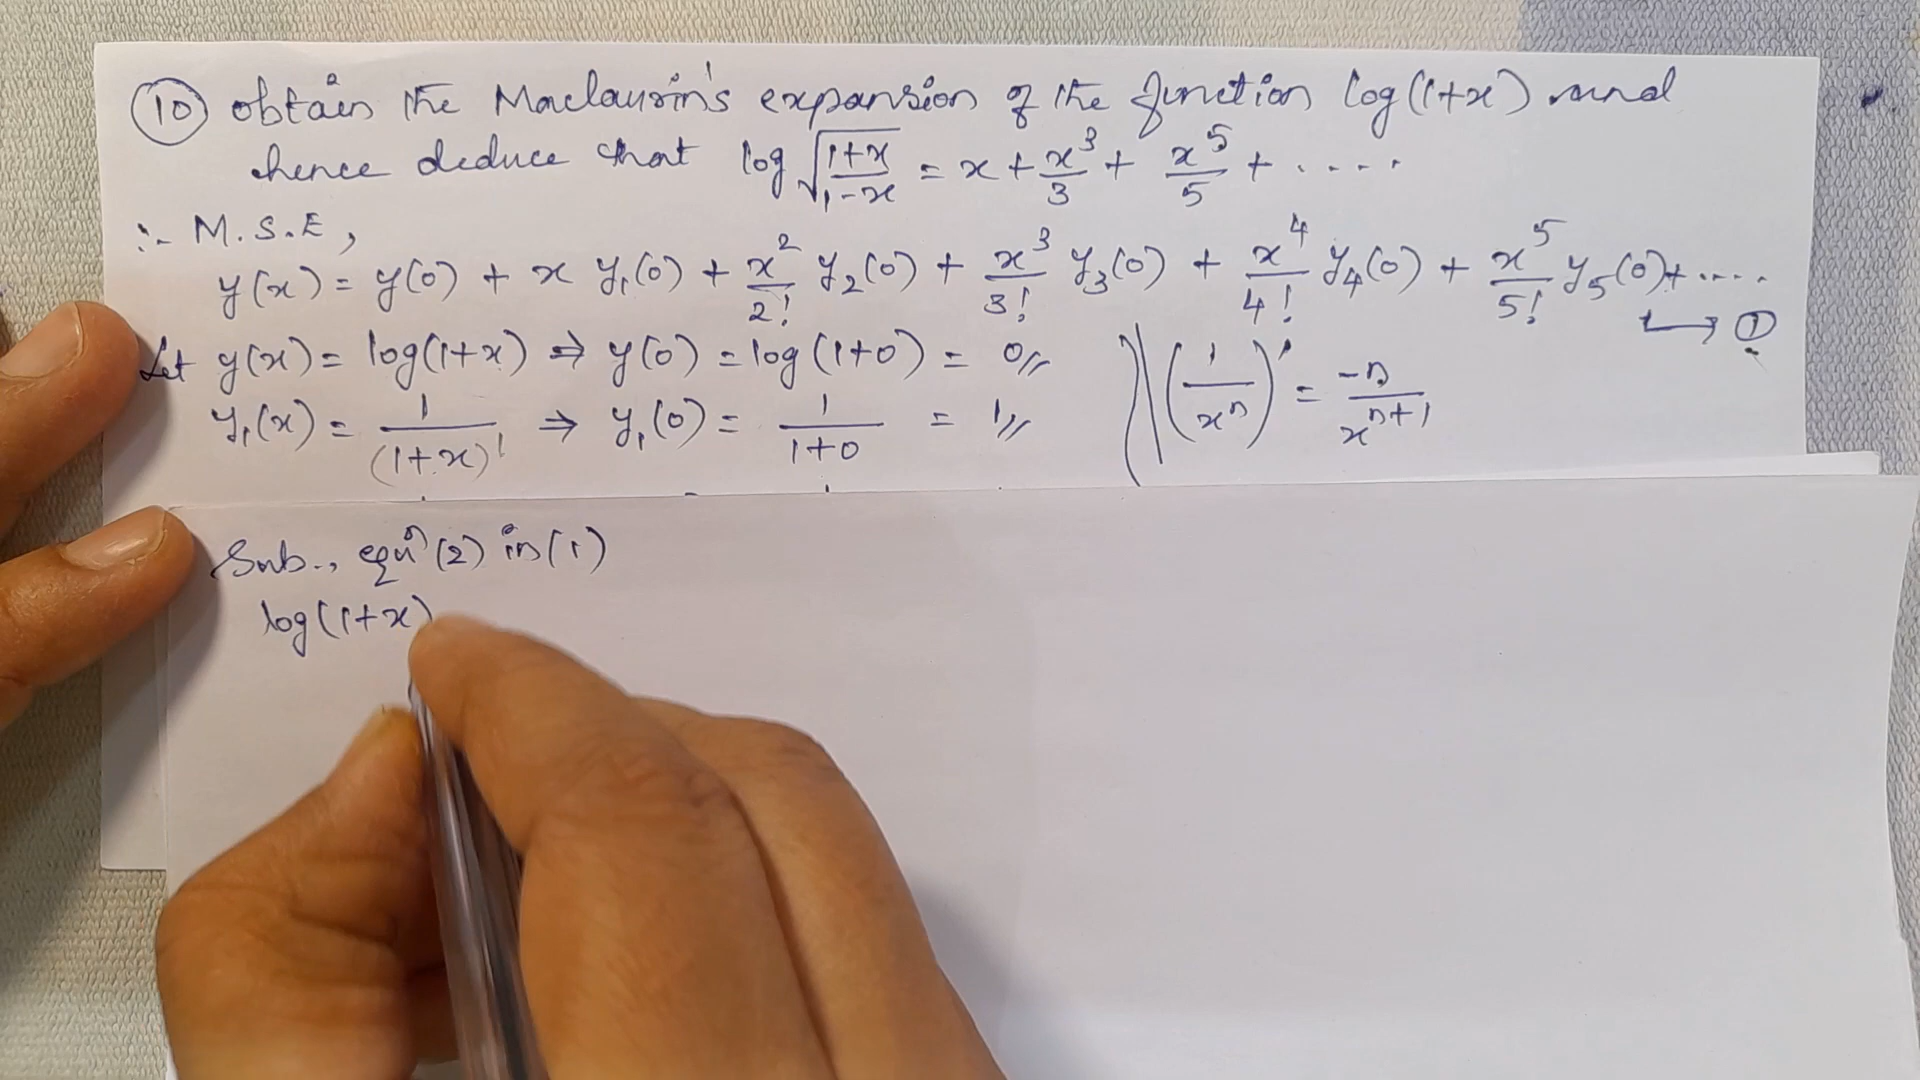 (10) obtain the Maclaurin's expansion of the function log(1+x) and
hence deduce that log √((1+x)/(1-x)) = x + x³/3 + x⁵/5 + .....
:- M.S.E,
y(x) = y(0) + x y₁(0) + x²/2! y₂(0) + x³/3! y₃(0) + x⁴/4! y₄(0) + x⁵/5! y₅(0) + ....
↳ ①
Let y(x) = log(1+x) ⇒ y(0) = log(1+0) = 0//
y₁(x) = 1/(1+x)¹ ⇒ y₁(0) = 1/(1+0) = 1//
(1/xⁿ)' = -n/xⁿ⁺¹
Sub., equⁿ (2) in (1)
log(1+x)